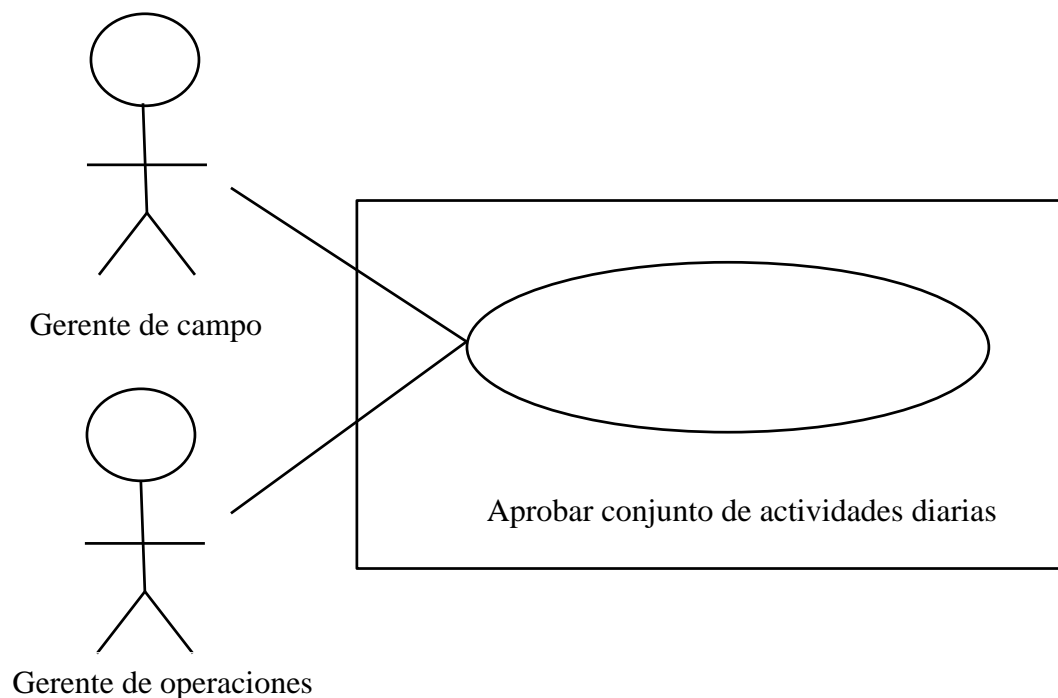 Gerente de campo
Aprobar conjunto de actividades diarias
Gerente de operaciones